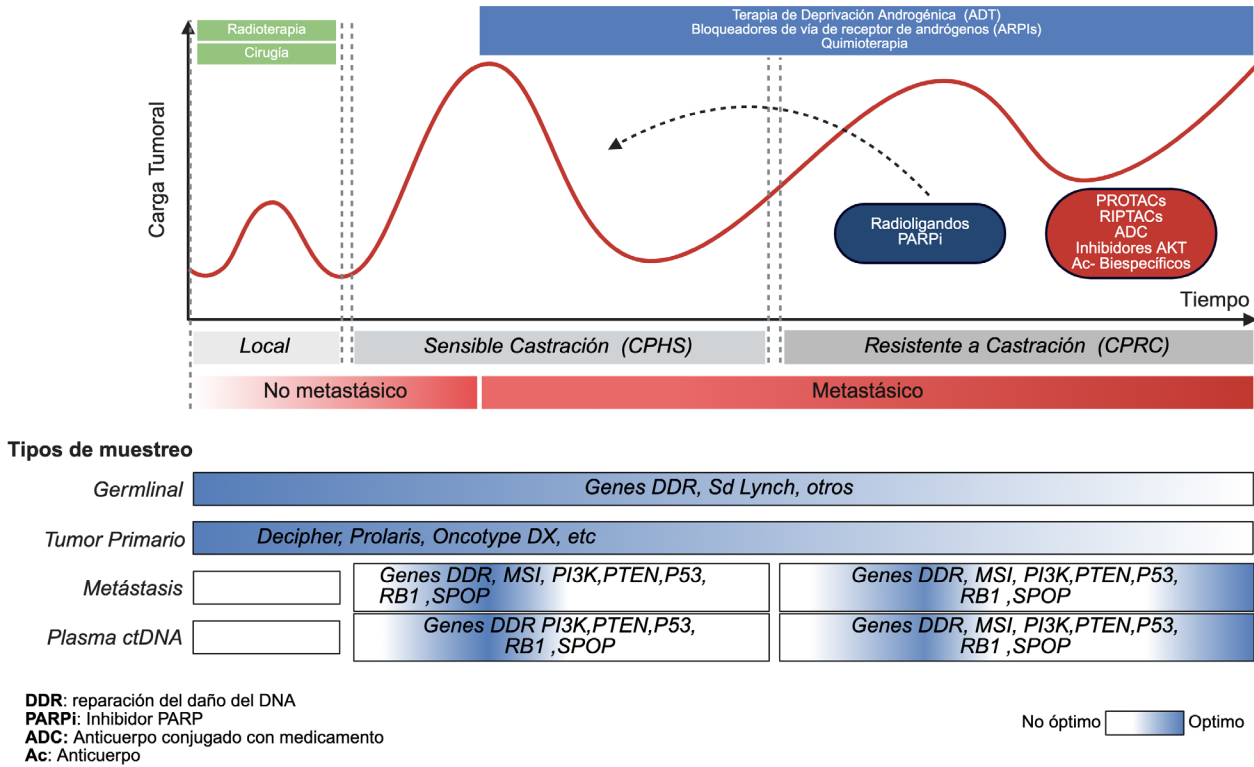 Radioterapia
Cirugía
Terapia de Deprivación Androgénica (ADT)
Bloqueadores de vía de receptor de andrógenos (ARPIs)
Quimioterapia
Carga Tumoral
Radioligandos
PARPi
PROTACs
RIPTACs
ADC
Inhibidores AKT
Ac- Biespecíficos
Tiempo
Local
Sensible Castración (CPHS)
Resistente a Castración (CPRC)
No metastásico
Metastásico
Tipos de muestreo
Germlinal
Genes DDR, Sd Lynch, otros
Tumor Primario
Decipher, Prolaris, Oncotype DX, etc
Metástasis
Genes DDR, MSI, PI3K,PTEN,P53,
RB1 ,SPOP
Genes DDR, MSI, PI3K,PTEN,P53,
RB1 ,SPOP
Plasma ctDNA
Genes DDR PI3K,PTEN,P53,
RB1 ,SPOP
Genes DDR, MSI, PI3K,PTEN,P53,
RB1 ,SPOP
DDR: reparación del daño del DNA
PARPi: Inhibidor PARP
ADC: Anticuerpo conjugado con medicamento
Ac: Anticuerpo
No óptimo
Optimo